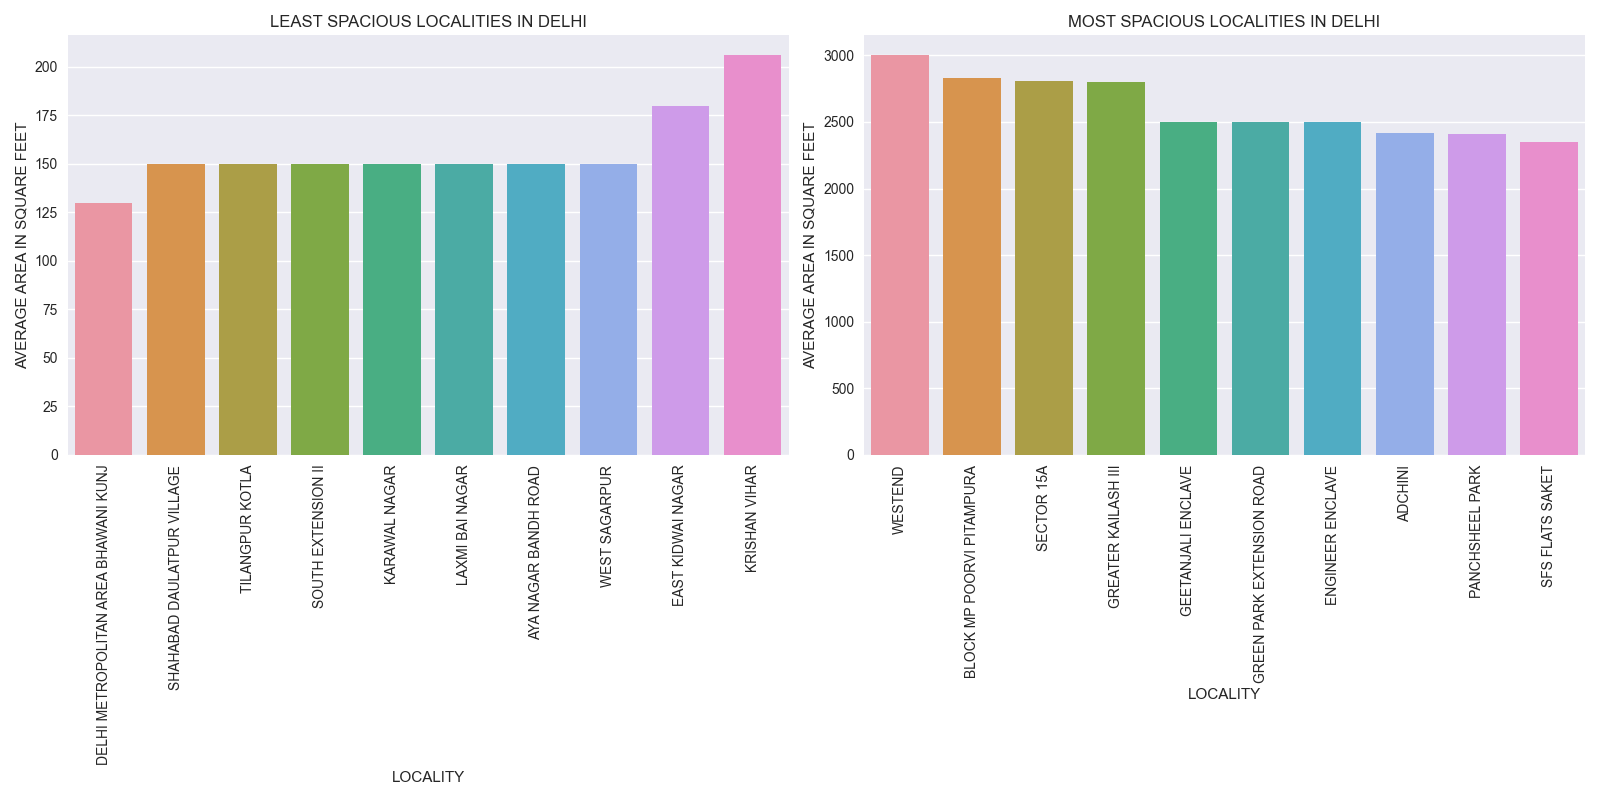 LEAST SPACIOUS LOCALITIES IN DELHI
AVERAGE AREA IN SQUARE FEET
200
175
150
125
100
75
50
25
0
DELHI METROPOLITAN AREA BHAWANI KUNJ
SHAHABAD DAULATPUR VILLAGE
TILANGPUR KOTLA
SOUTH EXTENSION II
KARAWAL NAGAR
LAXMI BAI NAGAR
AYA NAGAR BANDH ROAD
WEST SAGARPUR
EAST KIDWAI NAGAR
KRISHAN VIHAR
LOCALITY
MOST SPACIOUS LOCALITIES IN DELHI
AVERAGE AREA IN SQUARE FEET
3000
2500
2000
1500
1000
500
0
WESTEND
BLOCK MP POORVI PITAMPURA
SECTOR 15A
GREATER KAILASH III
GEETANJALI ENCLAVE
GREEN PARK EXTENSION ROAD
ENGINEER ENCLAVE
ADCHINI
PANCHSHEEL PARK
SFS FLATS SAKET
LOCALITY